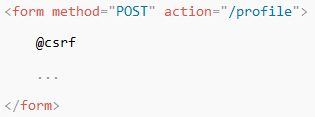 <form method="POST" action="/profile">
@csrf
...
</form>